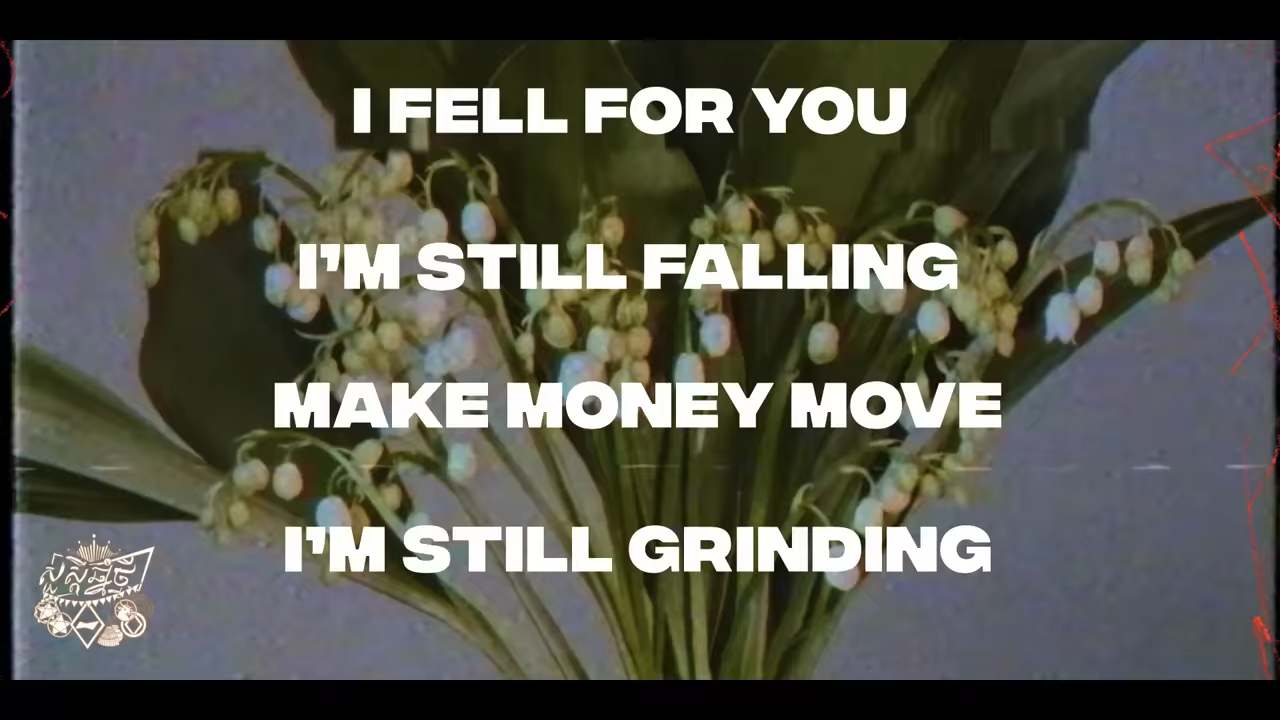 I FELL FOR YOU
I'M STILL FALLING
MAKE MONEY MOVE
I'M STILL GRINDING